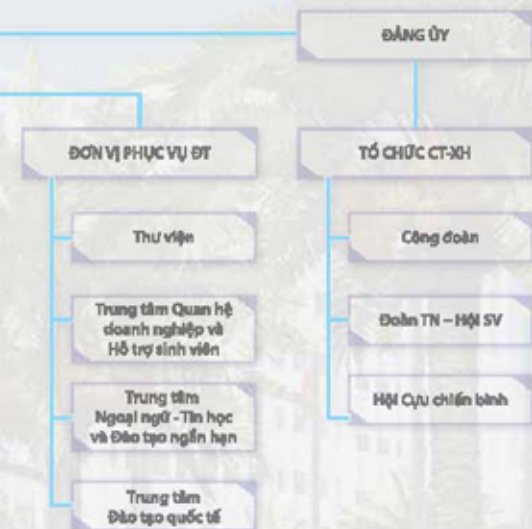 ĐẢNG ỦY
ĐƠN VỊ PHỤC VỤ ĐT
TỔ CHỨC CT-XH
Thư viện
Công đoàn
Trung tâm Quan hệ
doanh nghiệp và
Hỗ trợ sinh viên
Đoàn TN – HỘI SV
Trung tâm
Ngoại ngữ - Tin học
và Đào tạo ngắn hạn
Hội Cựu chiến binh
Trung tâm
Đào tạo quốc tế